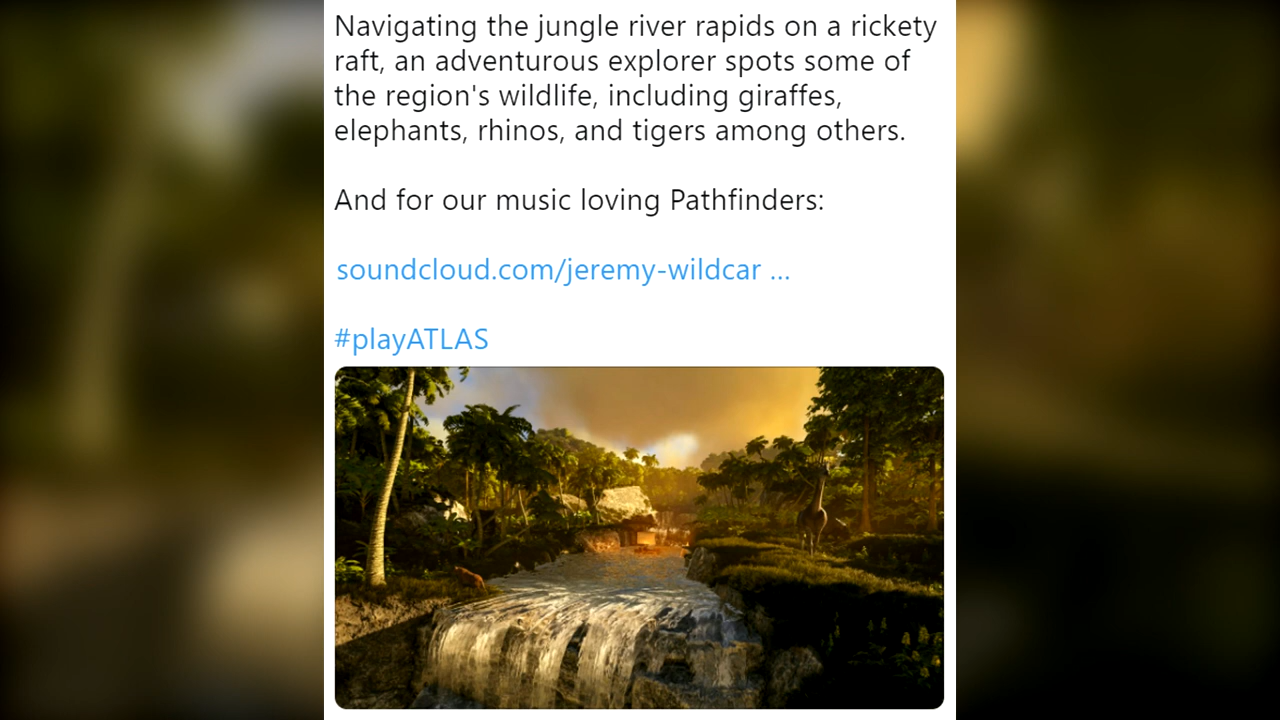 Navigating the jungle river rapids on a rickety
raft, an adventurous explorer spots some of
the region's wildlife, including giraffes,
elephants, rhinos, and tigers among others.
And for our music loving Pathfinders:
soundcloud.com/jeremy-wildcar ...
#playATLAS